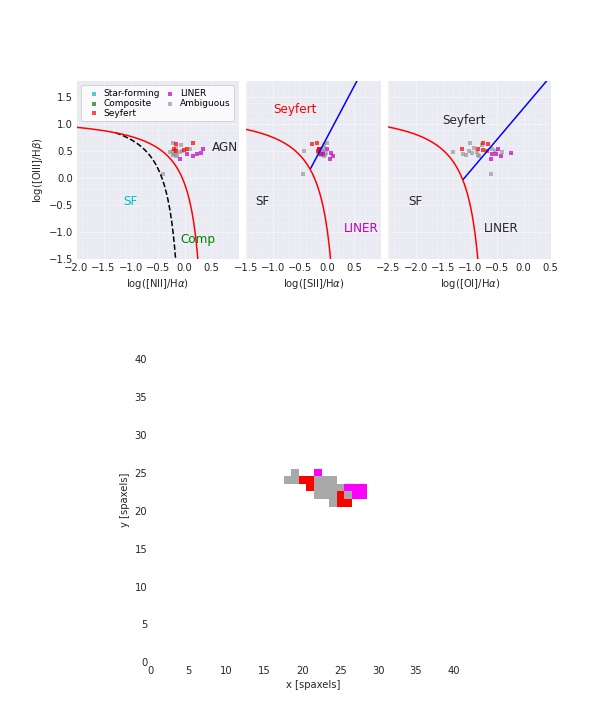 Star-forming
Composite
Seyfert
LINER
Ambiguous
log([OIII]/Hβ)
1.5
1.0
0.5
0.0
−0.5
−1.0
−1.5
AGN
SF
Comp
−2.0 −1.5 −1.0 −0.5 0.0 0.5
log([NII]/Hα)
Seyfert
SF
LINER
−1.0 −0.5 0.0 0.5
log([SII]/Hα)
Seyfert
SF
LINER
−2.5 −2.0 −1.5 −1.0 −0.5 0.0 0.5
log([OI]/Hα)
y [spaxels]
40
35
30
25
20
15
10
5
0
0 5 10 15 20 25 30 35 40
x [spaxels]